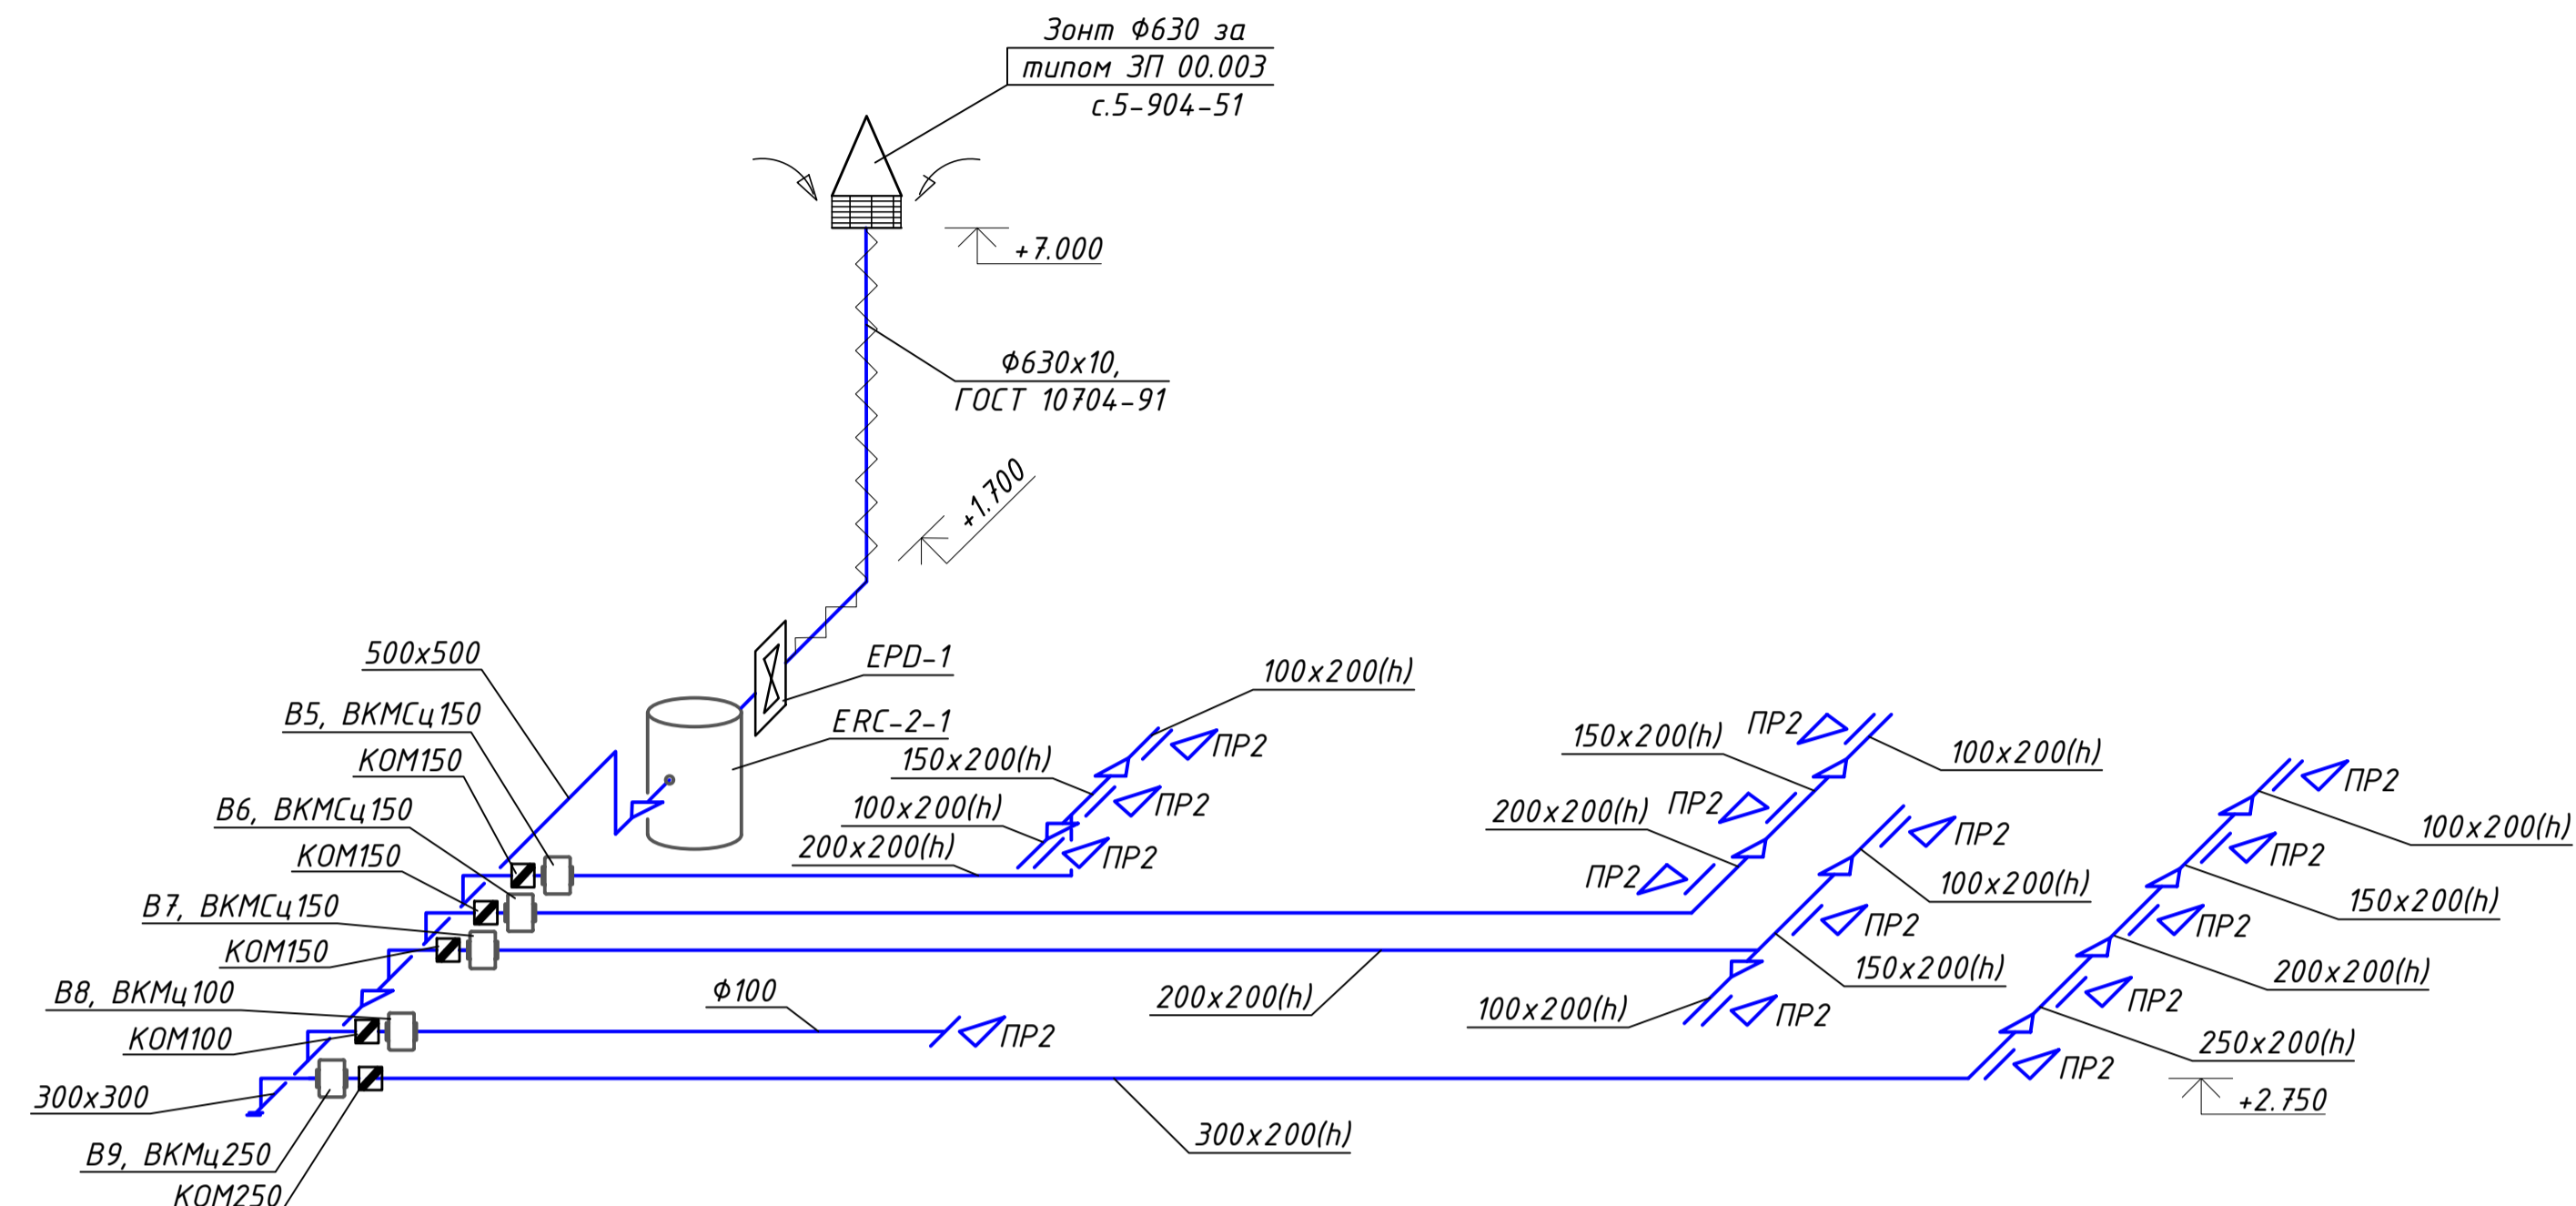 Зонт Ф630 за
типом ЗП 00.003
с.5-904-51
+7.000
Ф630х10,
ГОСТ 10704-91
+1.700
500х500
EPD-1
100х200(h)
В5, ВКМСц150
ERC-2-1
ПР2
150х200(h)
ПР2
150х200(h)
100х200(h)
КОМ150
ПР2
ПР2
ПР2
В6, ВКМСц150
100х200(h)
200х200(h)
ПР2
100х200(h)
КОМ150
200х200(h)
ПР2
ПР2
ПР2
100х200(h)
В7, ВКМСц150
ПР2
ПР2
150х200(h)
КОМ150
150х200(h)
200х200(h)
В8, ВКМц100
Ф100
200х200(h)
100х200(h)
ПР2
ПР2
КОМ100
ПР2
250х200(h)
ПР2
300х300
+2.750
300х200(h)
В9, ВКМц250
КОМ250